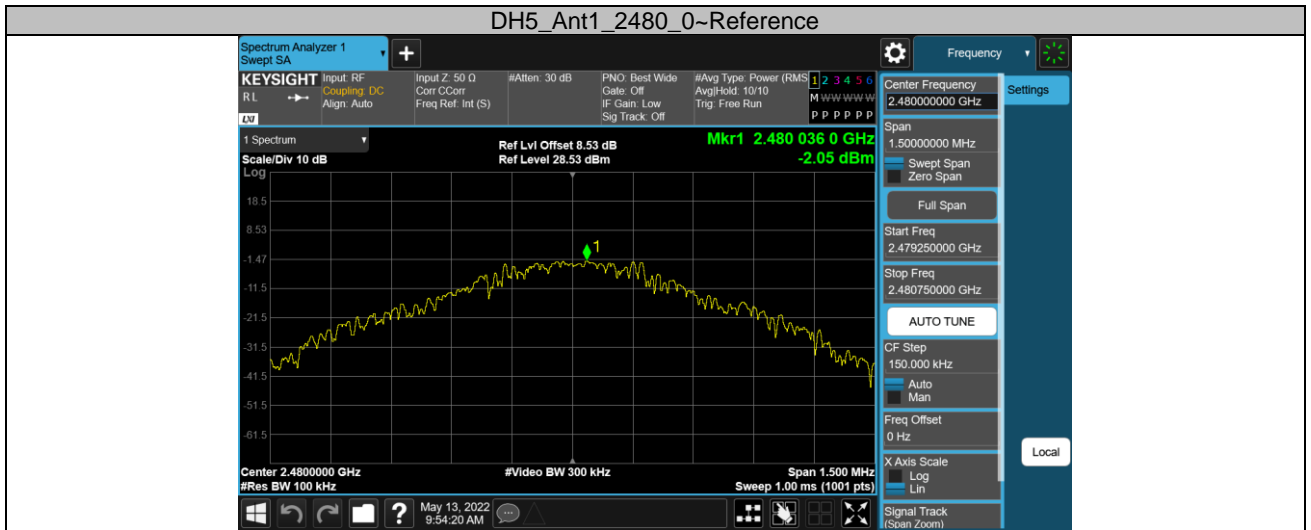 DH5_Ant1_2480_0~Reference
Spectrum Analyzer 1
Swept SA
Frequency
KEYSIGHT
RL
LXI
Input: RF
Coupling: DC
Align: Auto
Input Z: 50 Ω
Corr CCorr
Freq Ref: Int (S)
#Atten: 30 dB
PNO: Best Wide
Gate: Off
IF Gain: Low
Sig Track: Off
#Avg Type: Power (RMS
Avg|Hold: 10/10
Trig: Free Run
1 2 3 4 5 6
M W W W W W
P P P P P P
1 Spectrum
Scale/Div 10 dB
Ref Lvl Offset 8.53 dB
Ref Level 28.53 dBm
Mkr1 2.480 036 0 GHz
-2.05 dBm
Log
18.5
8.53
-1.47
-11.5
-21.5
-31.5
-41.5
-51.5
-61.5
1
Center 2.4800000 GHz
#Res BW 100 kHz
#Video BW 300 kHz
Span 1.500 MHz
Sweep 1.00 ms (1001 pts)
May 13, 2022
9:54:20 AM
Center Frequency
2.480000000 GHz
Settings
Span
1.50000000 MHz
Swept Span
Zero Span
Full Span
Start Freq
2.479250000 GHz
Stop Freq
2.480750000 GHz
AUTO TUNE
CF Step
150.000 kHz
Auto
Man
Freq Offset
0 Hz
X Axis Scale
Log
Lin
Local
Signal Track
(Span Zoom)